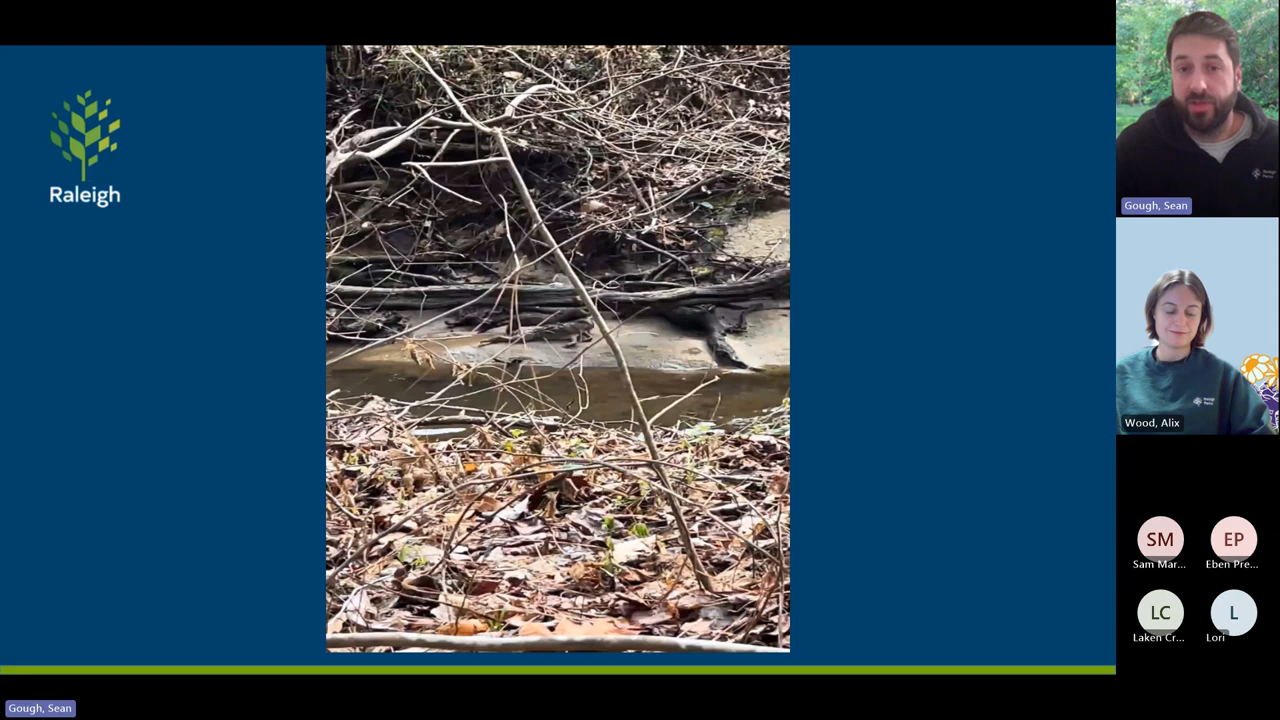 Raleigh
Gough, Sean
Wood, Alix
SM
EP
Sam Mar...
Eben Pre...
LC
L
Laken Cr...
Lori
Gough, Sean